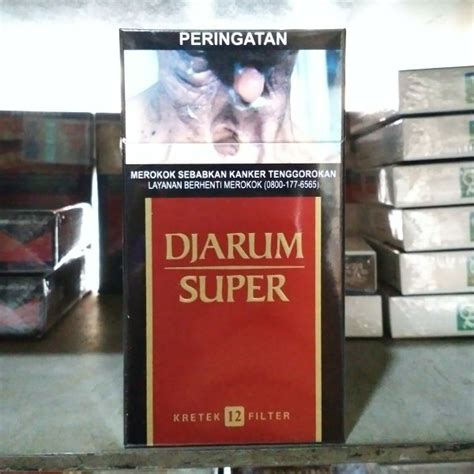 PERINGATAN
MEROKOK SEBABKAN KANKER TENGGOROKAN
LAYANAN BERHENTI MEROKOK (0800-177-6565)
DJARUM
SUPER
KRETEK 12 FILTER